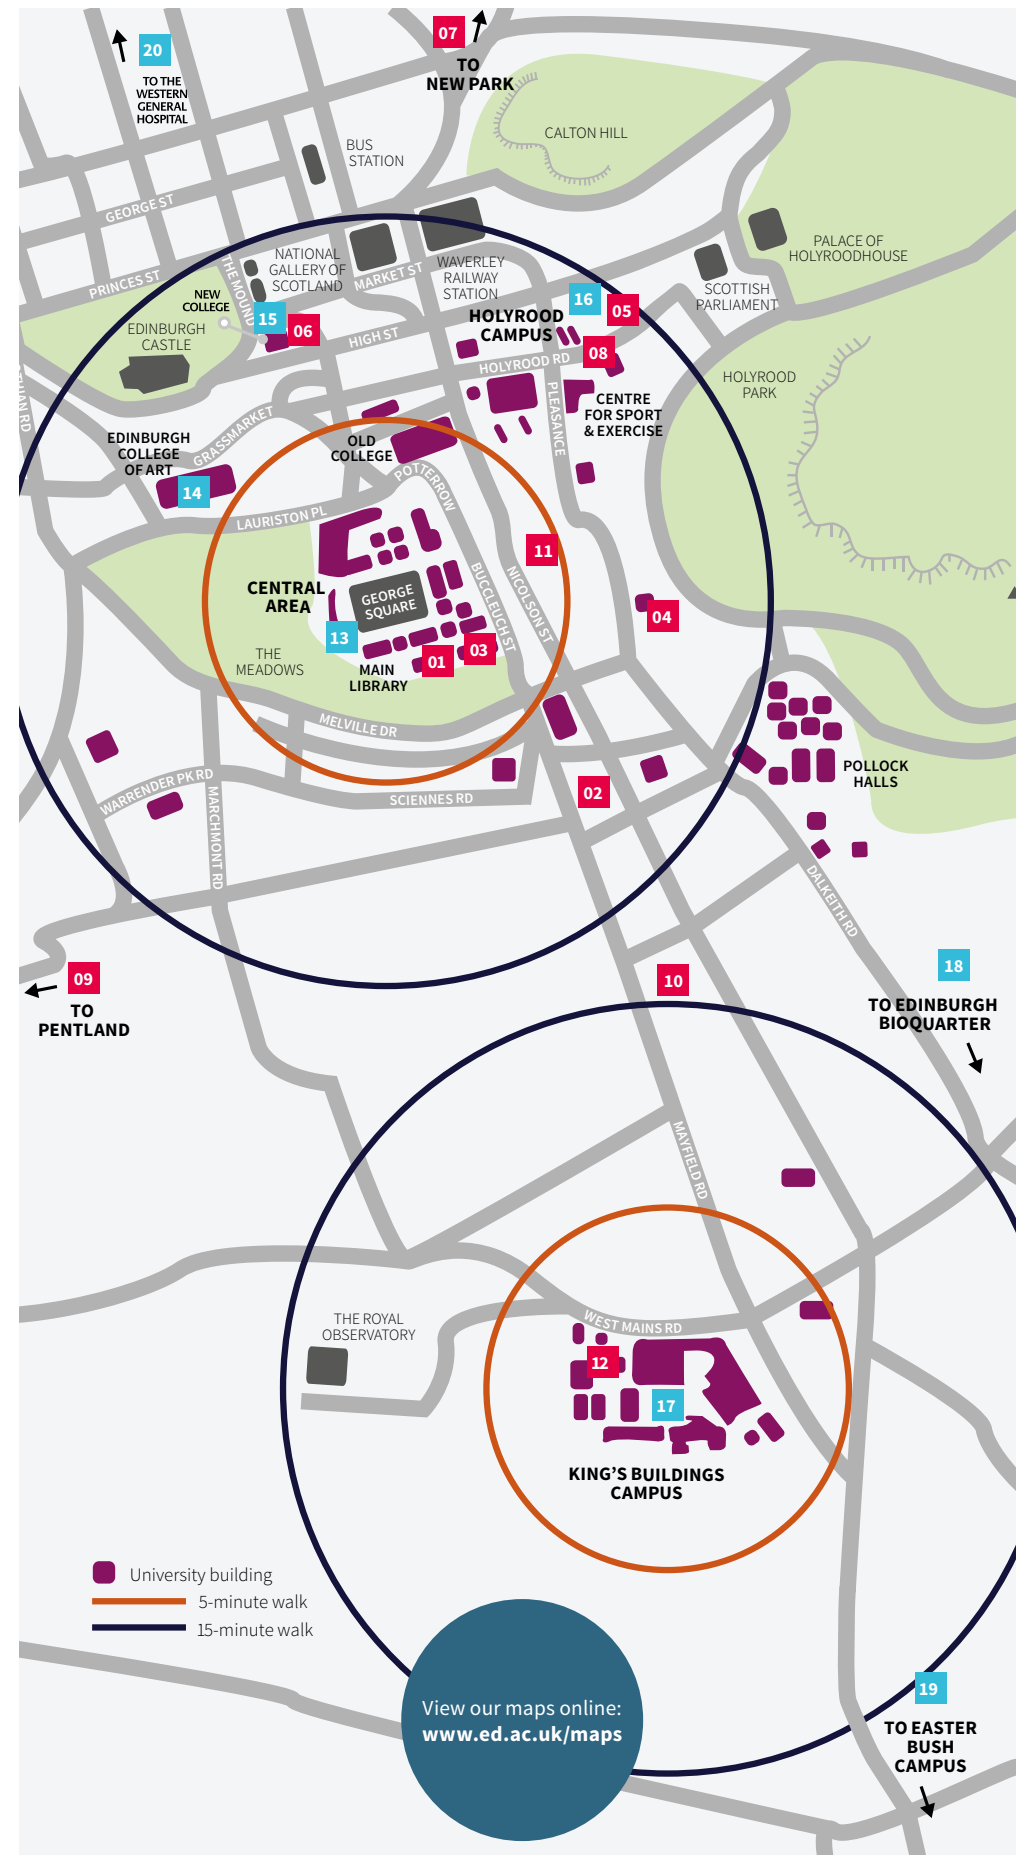 07
20
TO
NEW PARK
TO THE
WESTERN
GENERAL
HOSPITAL
CALTON HILL
BUS
STATION
GEORGE ST
PRINCES ST
THE MOUND
NATIONAL
GALLERY OF
SCOTLAND
MARKET ST
WAVERLEY
RAILWAY
STATION
PALACE OF
HOLYROODHOUSE
SCOTTISH
PARLIAMENT
NEW
COLLEGE
15
06
16
05
HOLYROOD
CAMPUS
EDINBURGH
CASTLE
HIGH ST
08
HOLYROOD RD
HOLYROOD
PARK
PLEASANCE
CENTRE
FOR SPORT
& EXERCISE
GRASSMARKET
EDINBURGH
COLLEGE
OF ART
14
OLD
COLLEGE
POTTERROW
LAURISTON PL
11
NICOLSON ST
BUCCLEUCH ST
CENTRAL
AREA
GEORGE
SQUARE
04
13
01
03
THE
MEADOWS
MAIN
LIBRARY
MELVILLE DR
WARRENDER PK RD
MARCHMONT RD
SCIENNES RD
02
POLLOCK
HALLS
DALKEITH RD
09
TO
PENTLAND
10
18
TO EDINBURGH
BIOQUARTER
MAYFIELD RD
THE ROYAL
OBSERVATORY
WEST MAINS RD
12
17
KING'S BUILDINGS
CAMPUS
University building
5-minute walk
15-minute walk
View our maps online:
www.ed.ac.uk/maps
19
TO EASTER
BUSH
CAMPUS